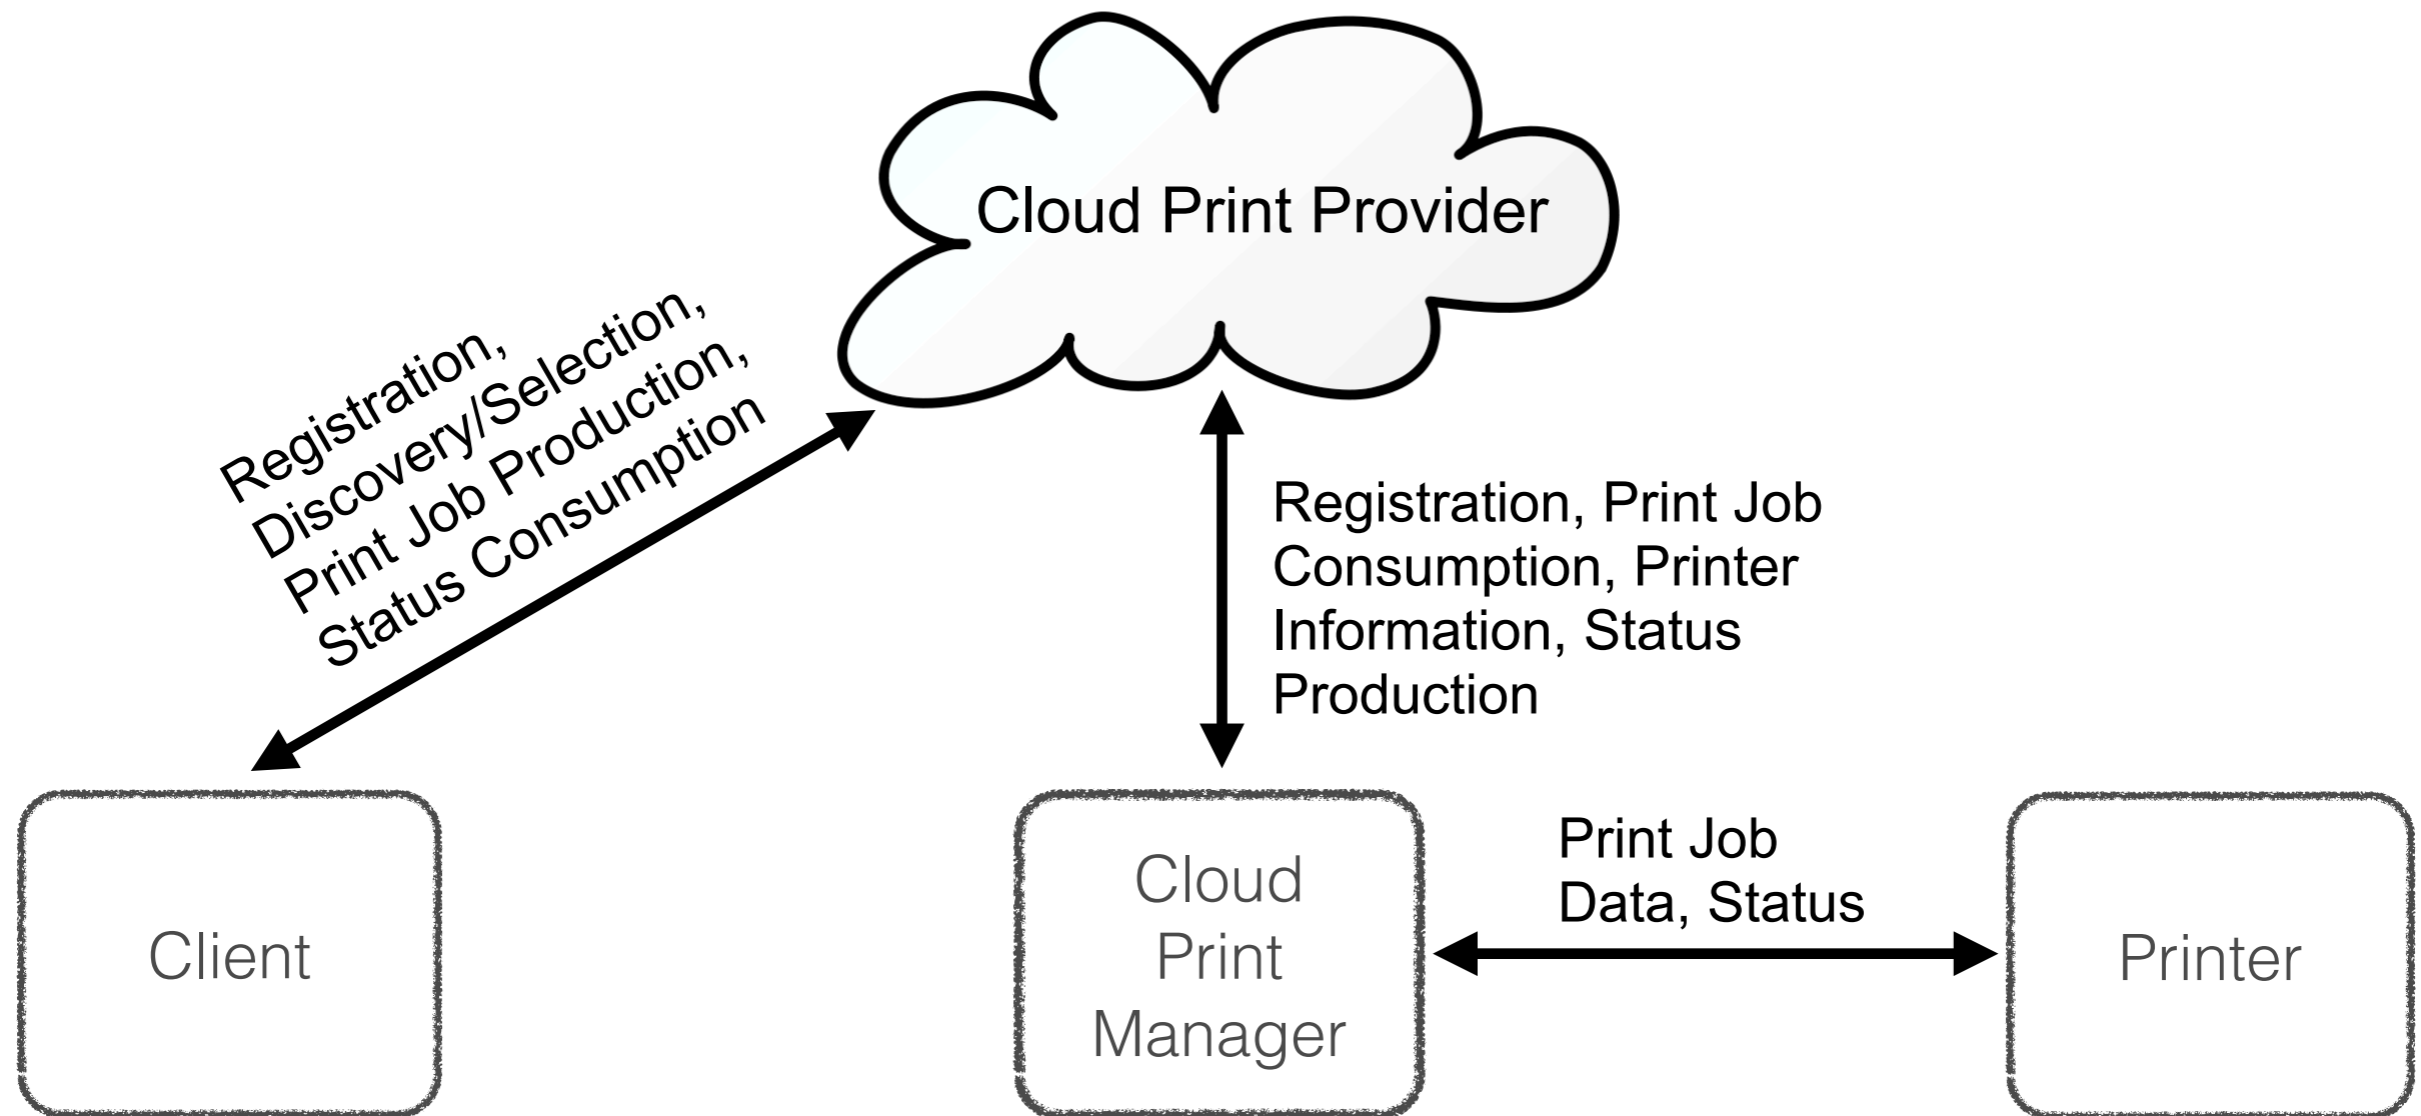 Cloud Print Provider
Registration,
Discovery/Selection,
Print Job Production,
Status Consumption
Registration, Print Job
Consumption, Printer
Information, Status
Production
Client
Cloud
Print
Manager
Print Job
Data, Status
Printer